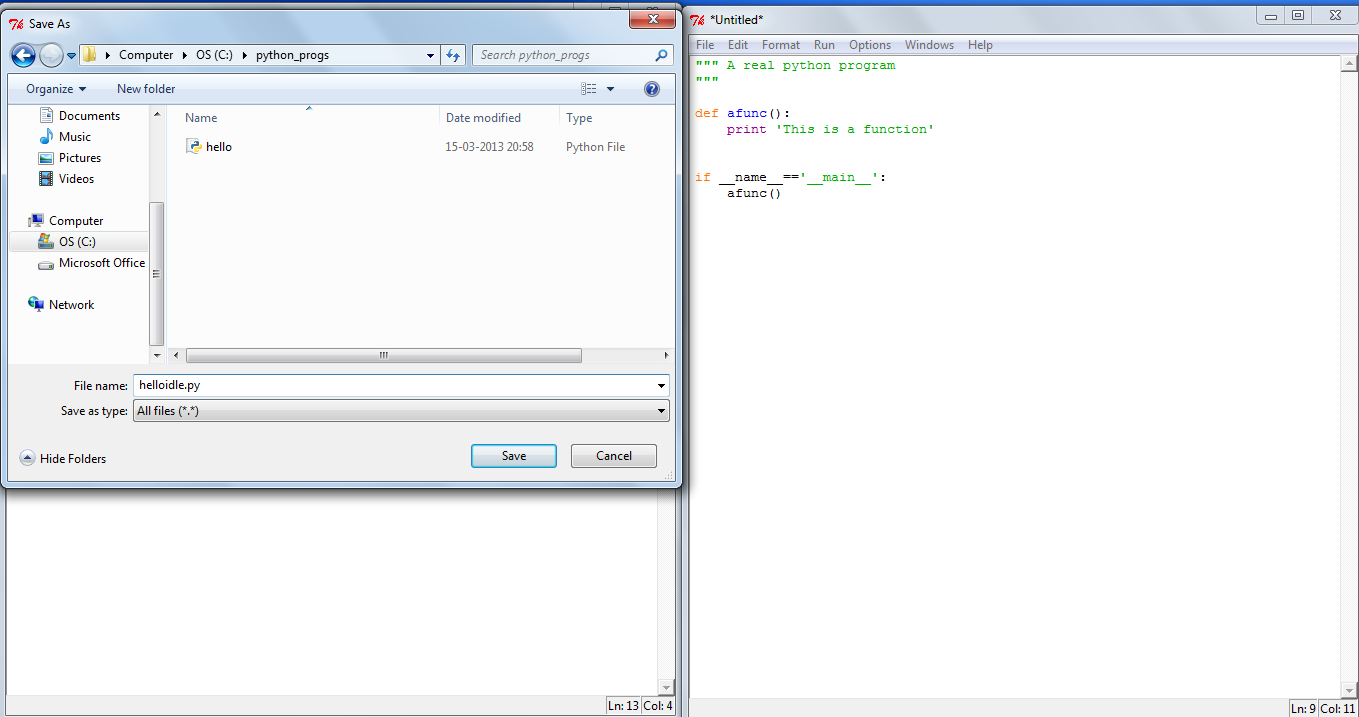 Save As
Computer OS (C:) python_progs
Search python_progs
Organize New folder
Documents
Music
Pictures
Videos
Computer
OS (C:)
Microsoft Office
Network
Name Date modified Type
hello 15-03-2013 20:58 Python File
File name: helloidle.py
Save as type: All files (*.*)
Hide Folders
Save Cancel
Ln: 13 Col: 4
*Untitled*
File Edit Format Run Options Windows Help
""" A real python program
"""
def afunc():
    print 'This is a function'
if __name__=='__main__':
    afunc()
Ln: 9 Col: 11